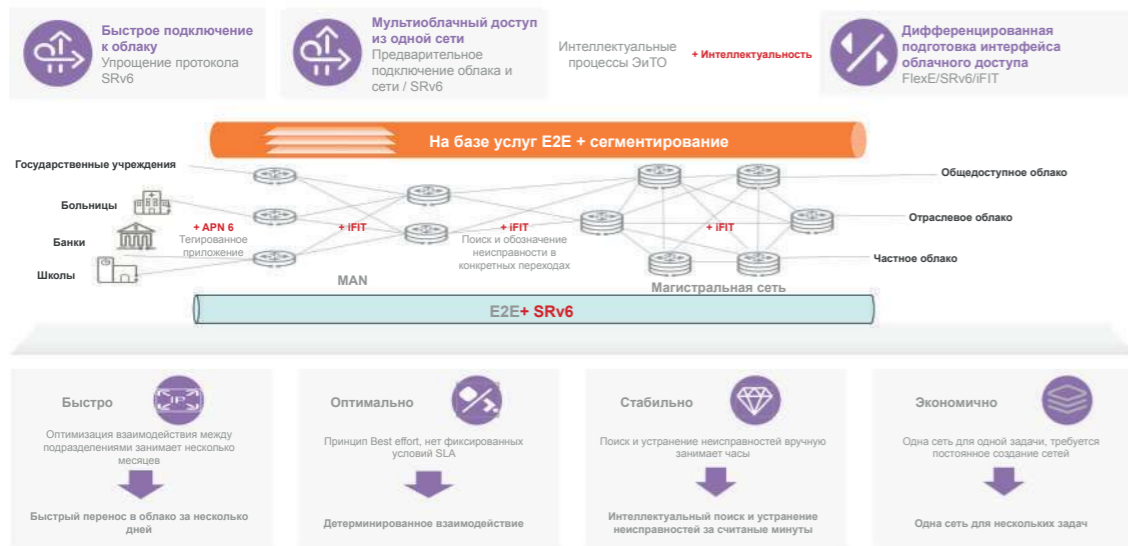 Быстрое подключение
к облаку
Упрощение протокола
SRv6
Мультиоблачный доступ
из одной сети
Предварительное
подключение облака и
сети / SRv6
Интеллектуальные
процессы ЭиТО
+ Интеллектуальность
Дифференцированная
подготовка интерфейса
облачного доступа
FlexE/SRv6/iFIT
На базе услуг E2E + сегментирование
Государственные учреждения
Больницы
Банки
Школы
+ APN 6
Тегированное
приложение
+ iFIT
+ iFIT
Поиск и обозначение
неисправности в
конкретных переходах
+ iFIT
MAN
Магистральная сеть
Общедоступное облако
Отраслевое облако
Частное облако
E2E+ SRv6
Быстро
IP
Оптимизация взаимодействия между
подразделениями занимает несколько
месяцев
Быстрый перенос в облако за несколько
дней
Оптимально
Принцип Best effort, нет фиксированных
условий SLA
Детерминированное взаимодействие
Стабильно
Поиск и устранение неисправностей вручную
занимает часы
Интеллектуальный поиск и устранение
неисправностей за считаные минуты
Экономично
Одна сеть для одной задачи, требуется
постоянное создание сетей
Одна сеть для нескольких задач